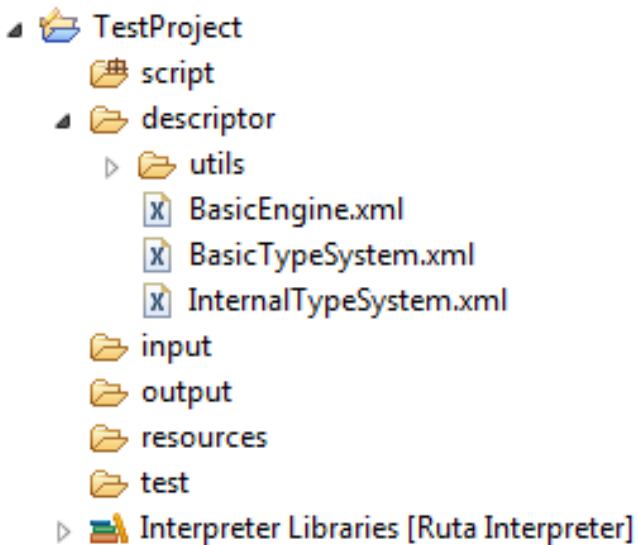 TestProject
script
descriptor
utils
BasicEngine.xml
BasicTypeSystem.xml
InternalTypeSystem.xml
input
output
resources
test
Interpreter Libraries [Ruta Interpreter]